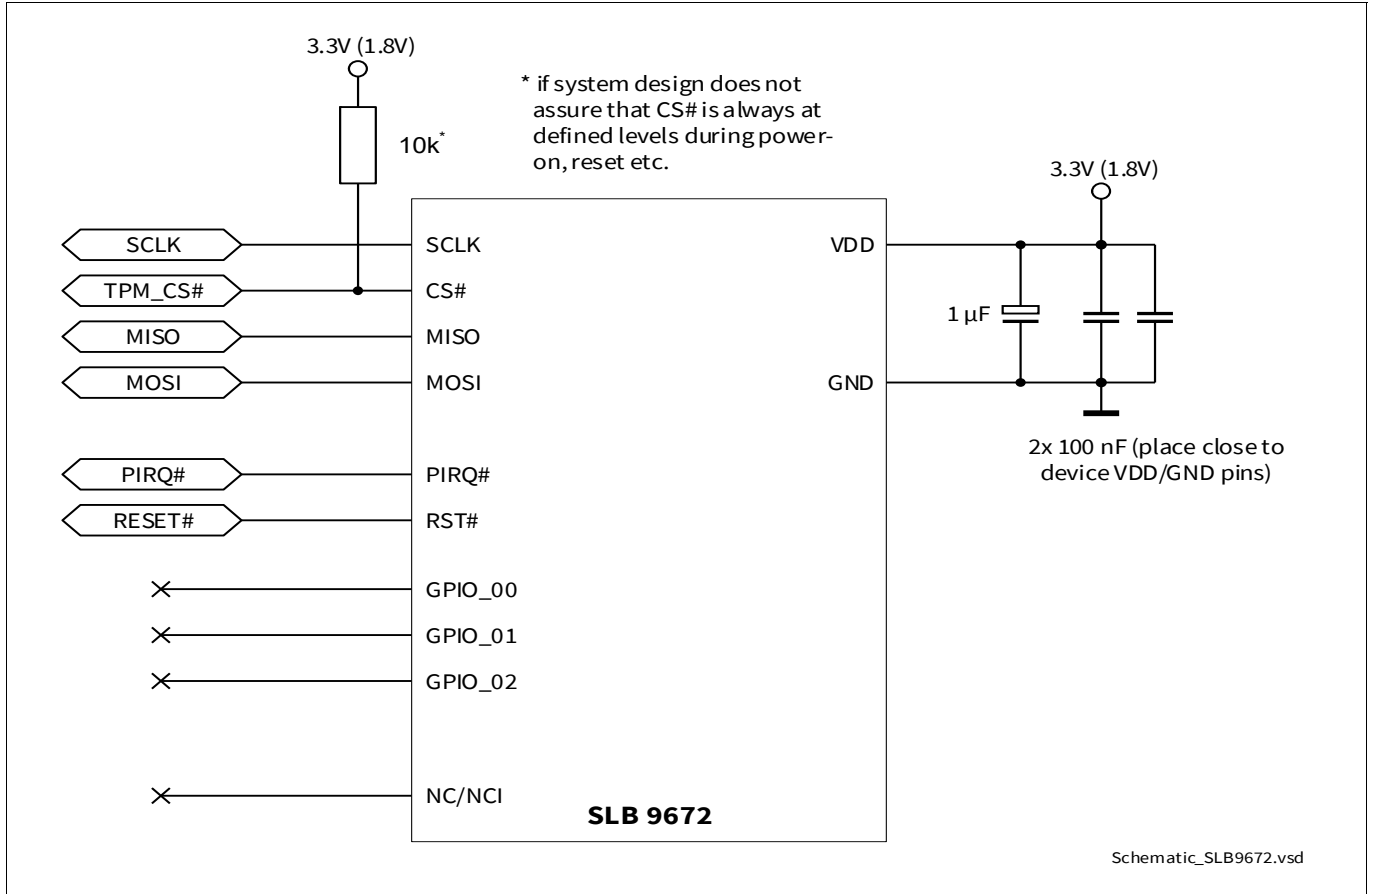 3.3V (1.8V)
10k*
* if system design does not
assure that CS# is always at
defined levels during power-
on, reset etc.
3.3V (1.8V)
SCLK
SCLK
VDD
TPM_CS#
CS#
1 µF
MISO
MISO
MOSI
MOSI
GND
2x 100 nF (place close to
device VDD/GND pins)
PIRQ#
PIRQ#
RESET#
RST#
GPIO_00
GPIO_01
GPIO_02
NC/NCI
SLB 9672
Schematic_SLB9672.vsd